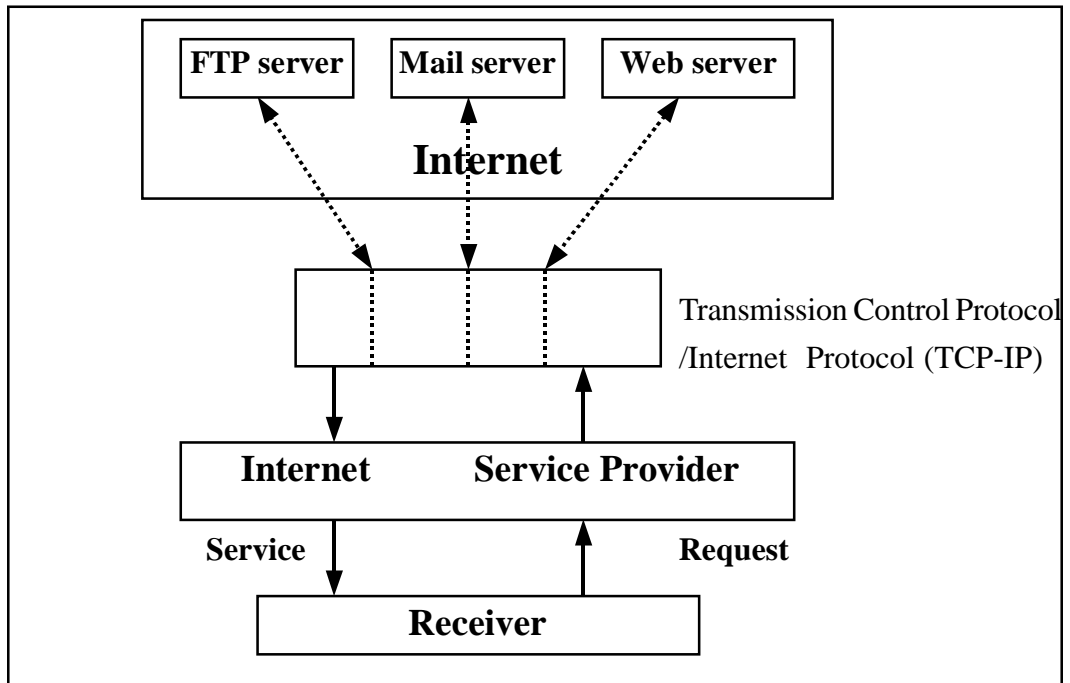 FTP server
Mail server
Web server
Internet
Transmission Control Protocol
/Internet Protocol (TCP-IP)
Internet Service Provider
Service
Request
Receiver